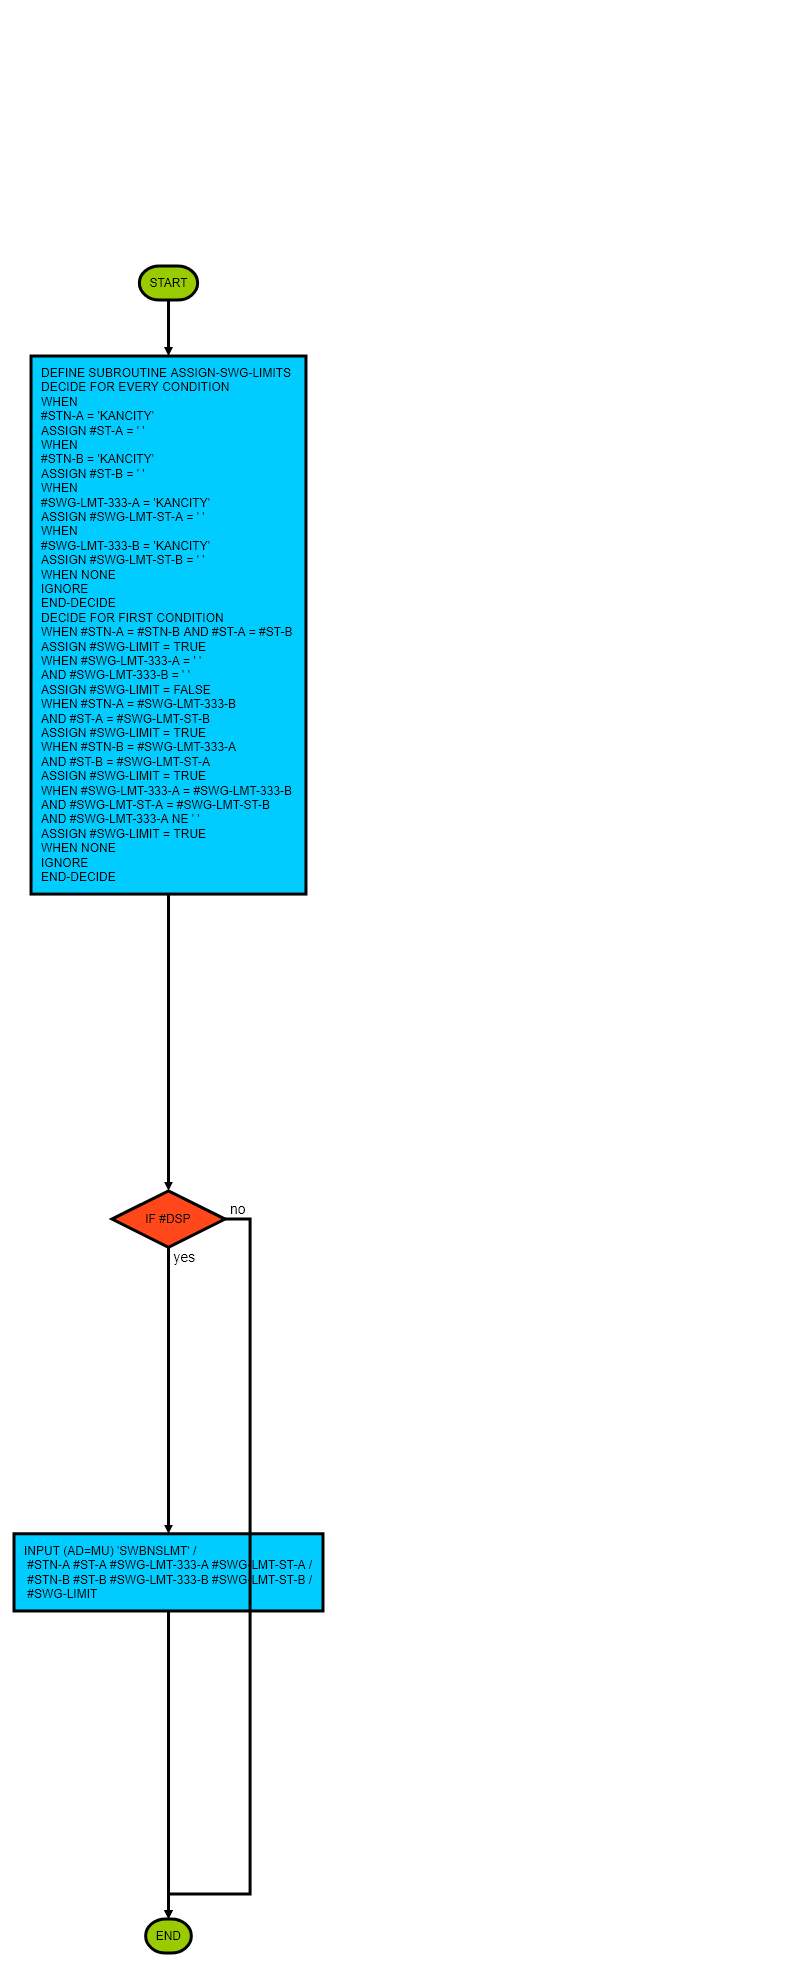 START
DEFINE SUBROUTINE ASSIGN-SWG-LIMITS
DECIDE FOR EVERY CONDITION
WHEN
#STN-A = 'KANCITY'
ASSIGN #ST-A = ' '
WHEN
#STN-B = 'KANCITY'
ASSIGN #ST-B = ' '
WHEN
#SWG-LMT-333-A = 'KANCITY'
ASSIGN #SWG-LMT-ST-A = ' '
WHEN
#SWG-LMT-333-B = 'KANCITY'
ASSIGN #SWG-LMT-ST-B = ' '
WHEN NONE
IGNORE
END-DECIDE
DECIDE FOR FIRST CONDITION
WHEN #STN-A = #STN-B AND #ST-A = #ST-B
ASSIGN #SWG-LIMIT = TRUE
WHEN #SWG-LMT-333-A = ' '
AND #SWG-LMT-333-B = ' '
ASSIGN #SWG-LIMIT = FALSE
WHEN #STN-A = #SWG-LMT-333-B
AND #ST-A = #SWG-LMT-ST-B
ASSIGN #SWG-LIMIT = TRUE
WHEN #STN-B = #SWG-LMT-333-A
AND #ST-B = #SWG-LMT-ST-A
ASSIGN #SWG-LIMIT = TRUE
WHEN #SWG-LMT-333-A = #SWG-LMT-333-B
AND #SWG-LMT-ST-A = #SWG-LMT-ST-B
AND #SWG-LMT-333-A NE ' '
ASSIGN #SWG-LIMIT = TRUE
WHEN NONE
IGNORE
END-DECIDE
IF #DSP
no
yes
INPUT (AD=MU) 'SWBNSLMT' /
#STN-A #ST-A #SWG-LMT-333-A #SWG-LMT-ST-A /
#STN-B #ST-B #SWG-LMT-333-B #SWG-LMT-ST-B /
#SWG-LIMIT
END